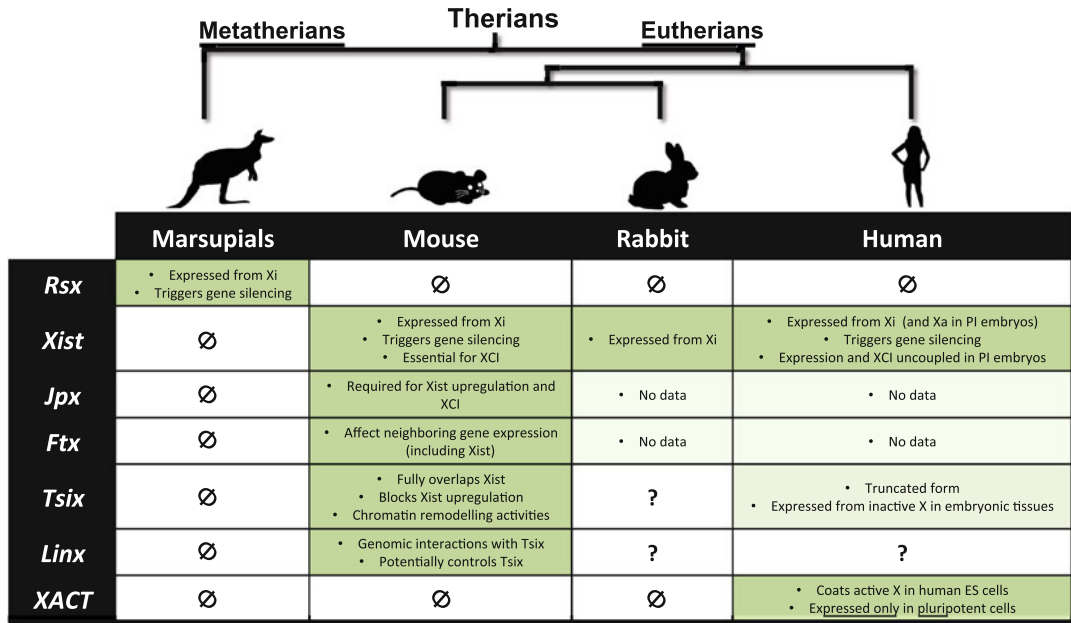 Therians
Metatherians
Eutherians
Marsupials Mouse Rabbit Human
Rsx
• Expressed from Xi
• Triggers gene silencing
∅
∅
∅
Xist
∅
• Expressed from Xi
• Triggers gene silencing
• Essential for XCI
• Expressed from Xi
• Expressed from Xi (and Xa in PI embryos)
• Triggers gene silencing
• Expression and XCI uncoupled in PI embryos
Jpx
∅
• Required for Xist upregulation and
XCI
• No data
• No data
Ftx
∅
• Affect neighboring gene expression
(including Xist)
• No data
• No data
Tsix
∅
• Fully overlaps Xist
• Blocks Xist upregulation
• Chromatin remodelling activities
?
• Truncated form
• Expressed from inactive X in embryonic tissues
Linx
∅
• Genomic interactions with Tsix
• Potentially controls Tsix
?
?
XACT
∅
∅
∅
• Coats active X in human ES cells
• Expressed only in pluripotent cells